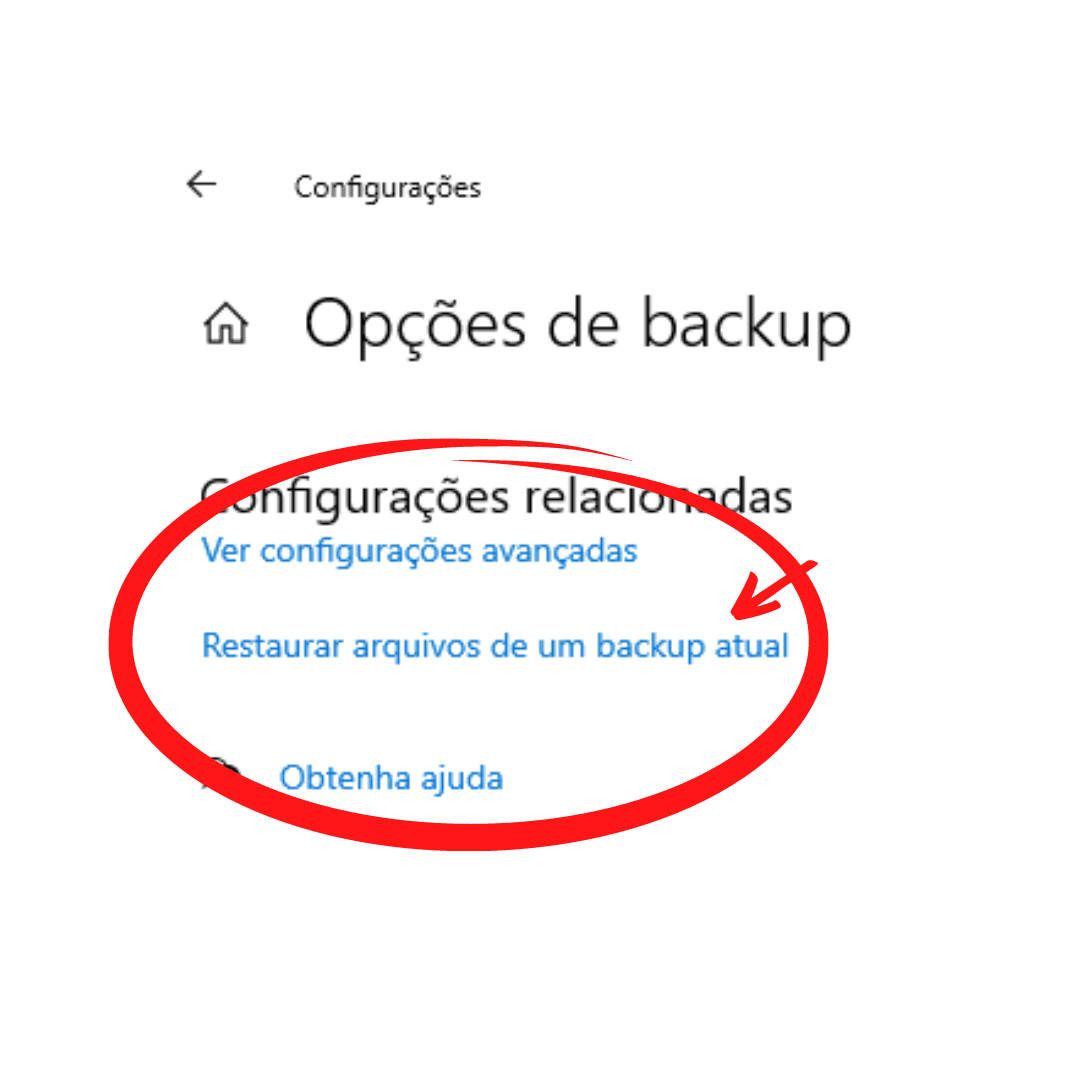 Configurações
Opções de backup
Configurações relacionadas
Ver configurações avançadas
Restaurar arquivos de um backup atual
Obtenha ajuda